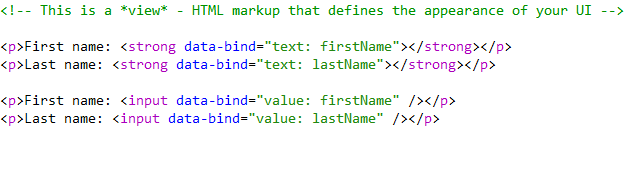 <!-- This is a *view* - HTML markup that defines the appearance of your UI -->
<p>First name: <strong data-bind="text: firstName"></strong></p>
<p>Last name: <strong data-bind="text: lastName"></strong></p>
<p>First name: <input data-bind="value: firstName" /></p>
<p>Last name: <input data-bind="value: lastName" /></p>